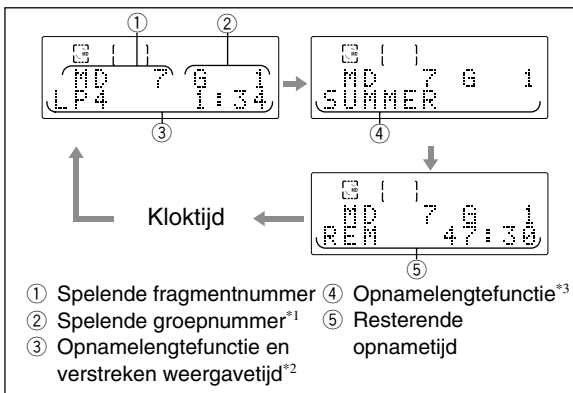 ① ②
MD 7 G 1
LP4 1:34
③
MD 7 G 1
SUMMER
④
MD 7 G 1
REM 47:30
⑤
Kloktijd
① Spelende fragmentnummer
② Spelende groepnummer*1
③ Opnamelengtefunctie en
verstreken weergavetijd*2
④ Opnamelengtefunctie*3
⑤ Resterende
opnametijd